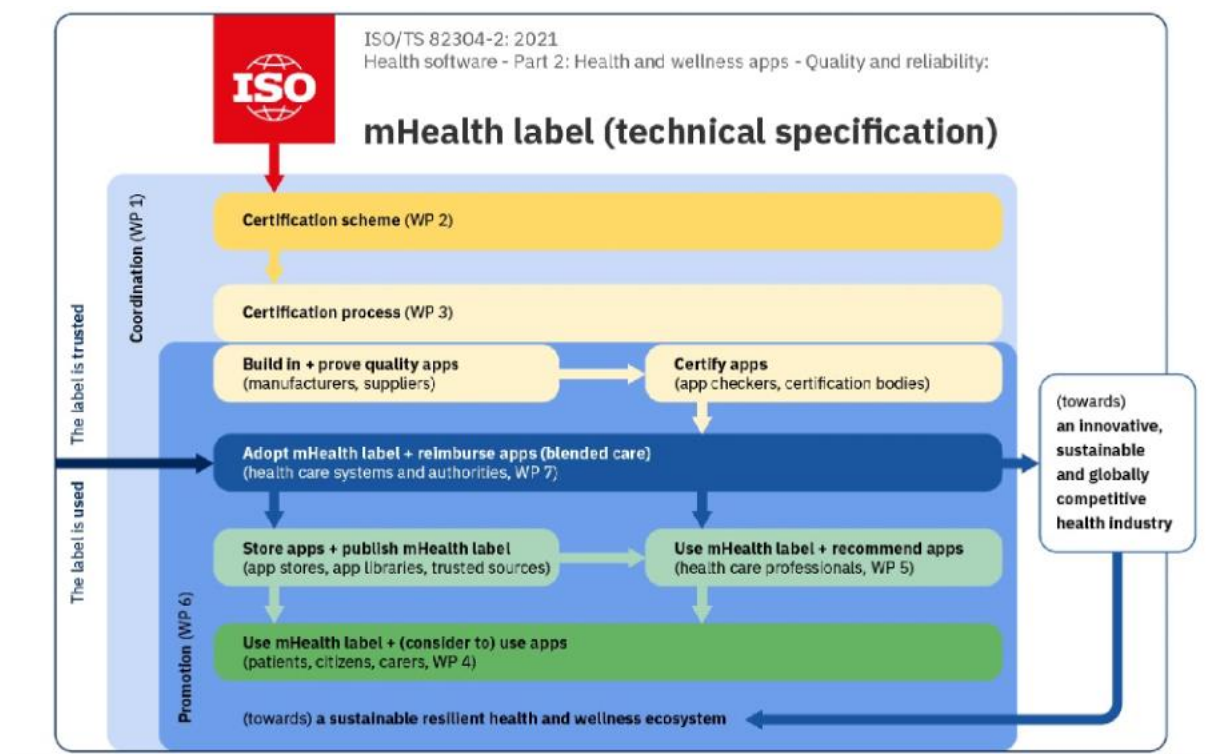 ISO
ISO/TS 82304-2: 2021
Health software - Part 2: Health and wellness apps - Quality and reliability:
mHealth label (technical specification)
Coordination (WP 1)
Certification scheme (WP 2)
Certification process (WP 3)
Build in + prove quality apps
(manufacturers, suppliers)
Certify apps
(app checkers, certification bodies)
The label is trusted
The label is used
Adopt mHealth label + reimburse apps (blended care)
(health care systems and authorities, WP 7)
(towards)
an innovative,
sustainable
and globally
competitive
health industry
Store apps + publish mHealth label
(app stores, app libraries, trusted sources)
Use mHealth label + recommend apps
(health care professionals, WP 5)
Promotion (WP 6)
Use mHealth label + (consider to) use apps
(patients, citizens, carers, WP 4)
(towards) a sustainable resilient health and wellness ecosystem